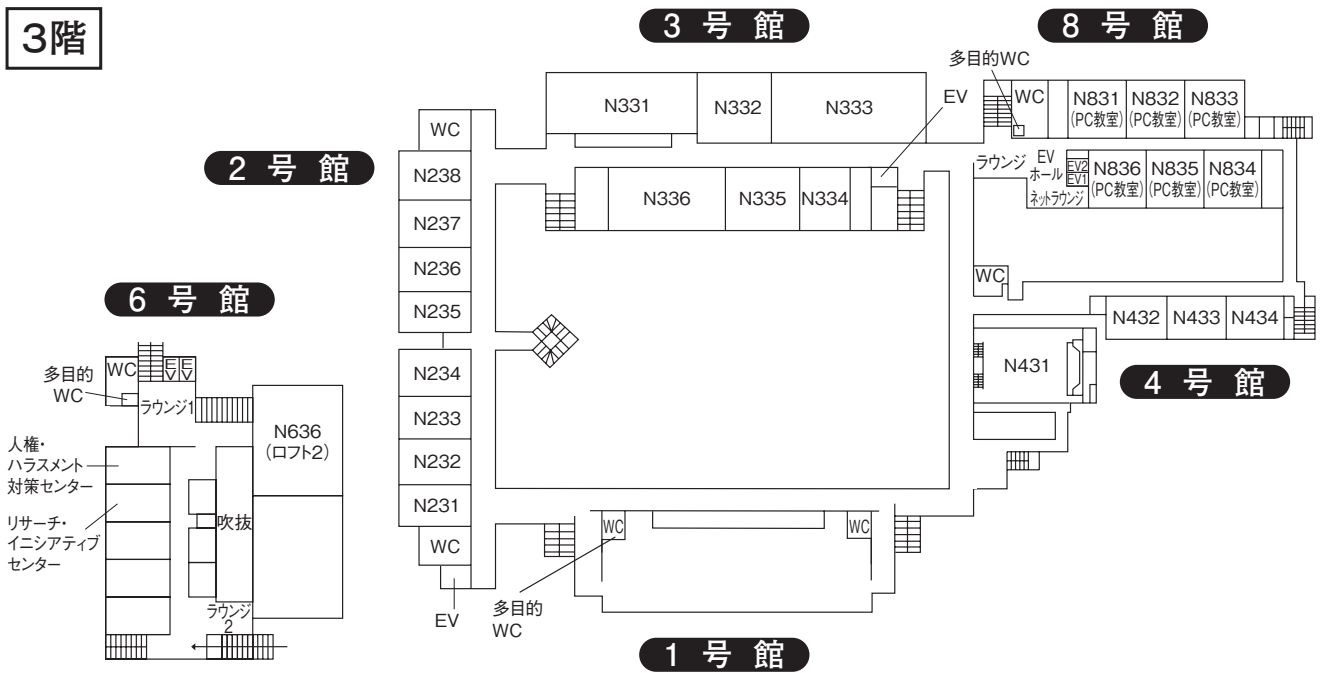 3階
3 号 館
8 号 館
多目的WC
EV
WC
N831
(PC教室)
N832
(PC教室)
N833
(PC教室)
N331
N332
N333
WC
2 号 館
N238
N237
N236
N235
N234
N233
N232
N231
WC
EV
N336
N335
N334
ラウンジ
EV
ホール
EV2
EV1
ネットラウンジ
N836
(PC教室)
N835
(PC教室)
N834
(PC教室)
WC
N432
N433
N434
N431
4 号 館
6 号 館
WC
EV
EV
多目的
WC
ラウンジ1
N636
(ロフト2)
人権・
ハラスメント
対策センター
リサーチ・
イニシアティブ
センター
吹抜
ラウンジ
2
WC
WC
多目的
WC
1 号 館